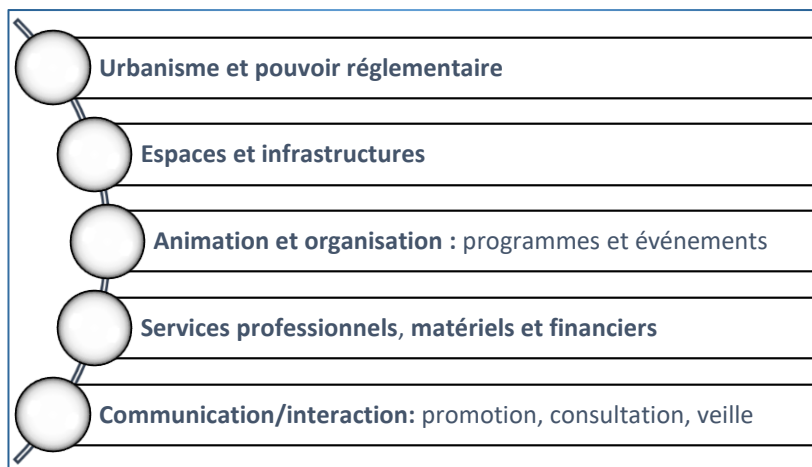 Urbanisme et pouvoir réglementaire
Espaces et infrastructures
Animation et organisation : programmes et événements
Services professionnels, matériels et financiers
Communication/interaction: promotion, consultation, veille